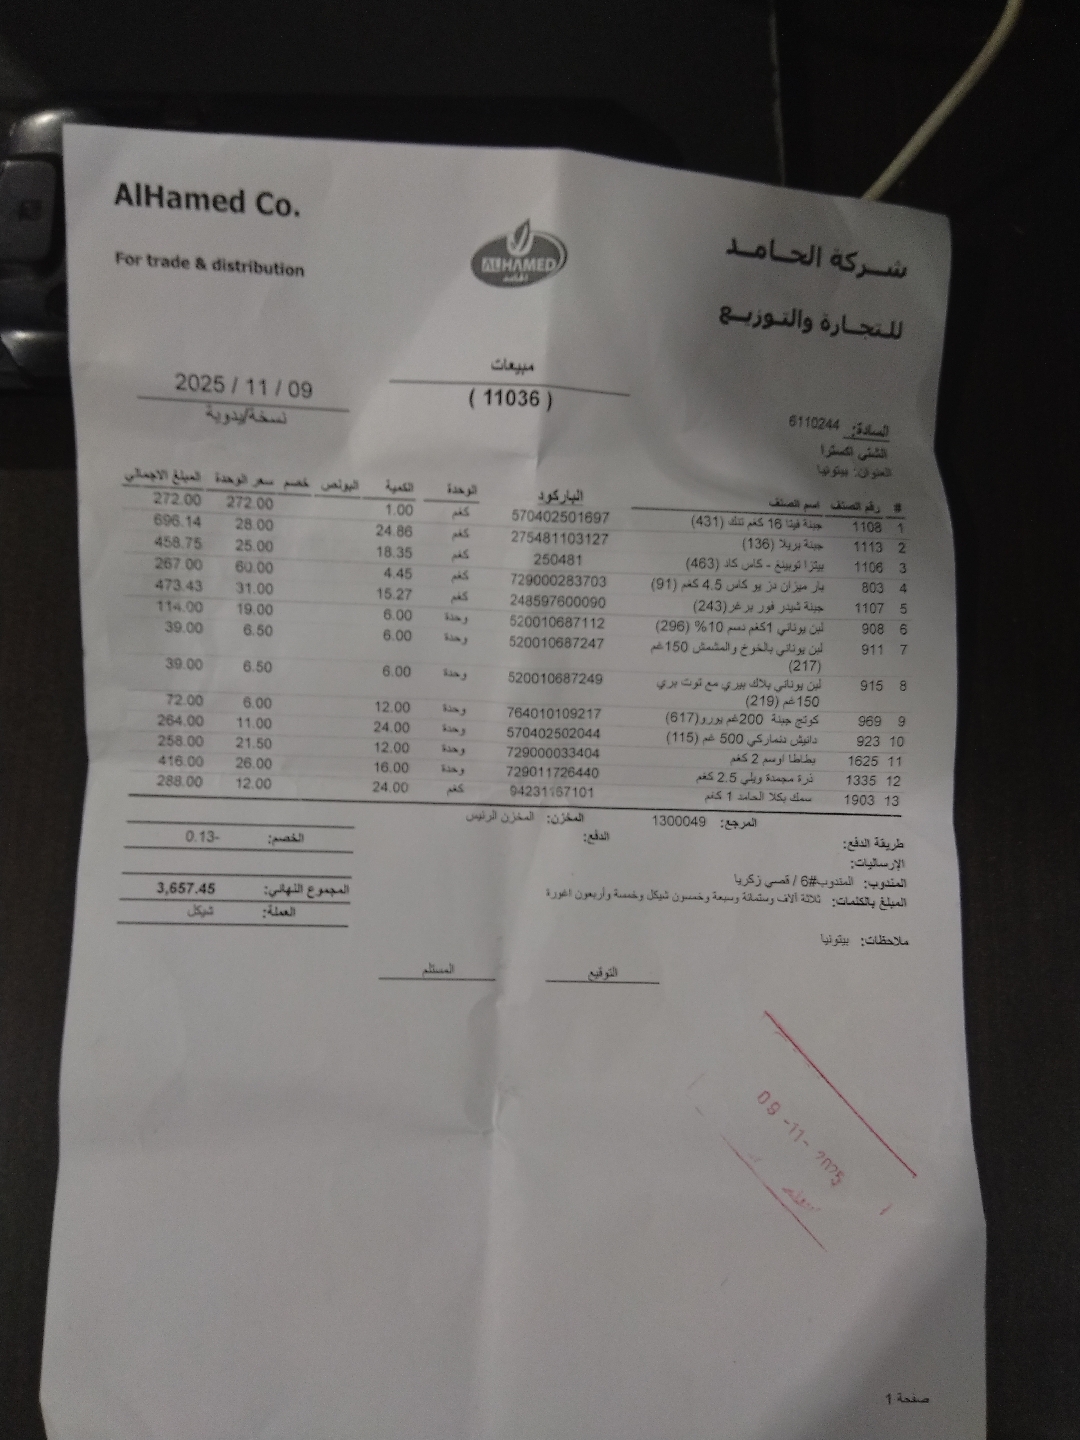 AlHamed Co.
شركة الحامد
For trade & distribution
ALHAMED
الحامد
للتجارة والتوزيع
مبيعات
2025 / 11 / 09
( 11036 )
نسخة/يدوية
السادة: 6110244
الشني اكسترا
العنوان: بيتونيا
# رقم الصنف اسم الصنف الباركود الوحدة الكمية البونص خصم سعر الوحدة المبلغ الاجمالي
1 1108 جبنة فيتا 16 كغم تنك (431) 570402501697 كغم 1.00 272.00 272.00
2 1113 جبنة بريلا (136) 275481103127 كغم 24.86 28.00 696.14
3 1106 بيتزا توبينغ - كاس كاد (463) 250481 كغم 18.35 25.00 458.75
4 803 بار ميزان دز يو كاس 4.5 كغم (91) 729000283703 كغم 4.45 60.00 267.00
5 1107 جبنة شيدر فور برغر (243) 248597600090 كغم 15.27 31.00 473.43
6 908 لبن يوناني 1كغم دسم 10% (296) 520010687112 وحدة 6.00 19.00 114.00
7 911 لبن يوناني بالخوخ والمشمش 150غم 520010687247 وحدة 6.00 6.50 39.00
(217)
8 915 لبن يوناني بلاك بيري مع توت بري 520010687249 وحدة 6.00 6.50 39.00
150غم (219)
9 969 كوتج جبنة 200غم يورو(617) 764010109217 وحدة 12.00 6.00 72.00
10 923 دانيش دنماركي 500 غم (115) 570402502044 وحدة 24.00 11.00 264.00
11 1625 بطاطا اوسم 2 كغم 729000033404 وحدة 12.00 21.50 258.00
12 1335 ذرة مجمدة ويلي 2.5 كغم 729011726440 وحدة 16.00 26.00 416.00
13 1903 سمك بكلا الحامد 1 كغم 94231167101 كغم 24.00 12.00 288.00
المرجع: 1300049 المخزن: المخزن الرئيس
طريقة الدفع: الدفع: الخصم: 0.13-
الإرساليات:
المندوب: المندوب#6 / قصي زكريا
المجموع النهائي: 3,657.45
المبلغ بالكلمات: ثلاثة آلاف وستمائة وسبعة وخمسون شيكل وخمسة وأربعون اغورة
العملة: شيكل
ملاحظات: بيتونيا
التوقيع المستلم
09 -11- 2025
صفحة 1